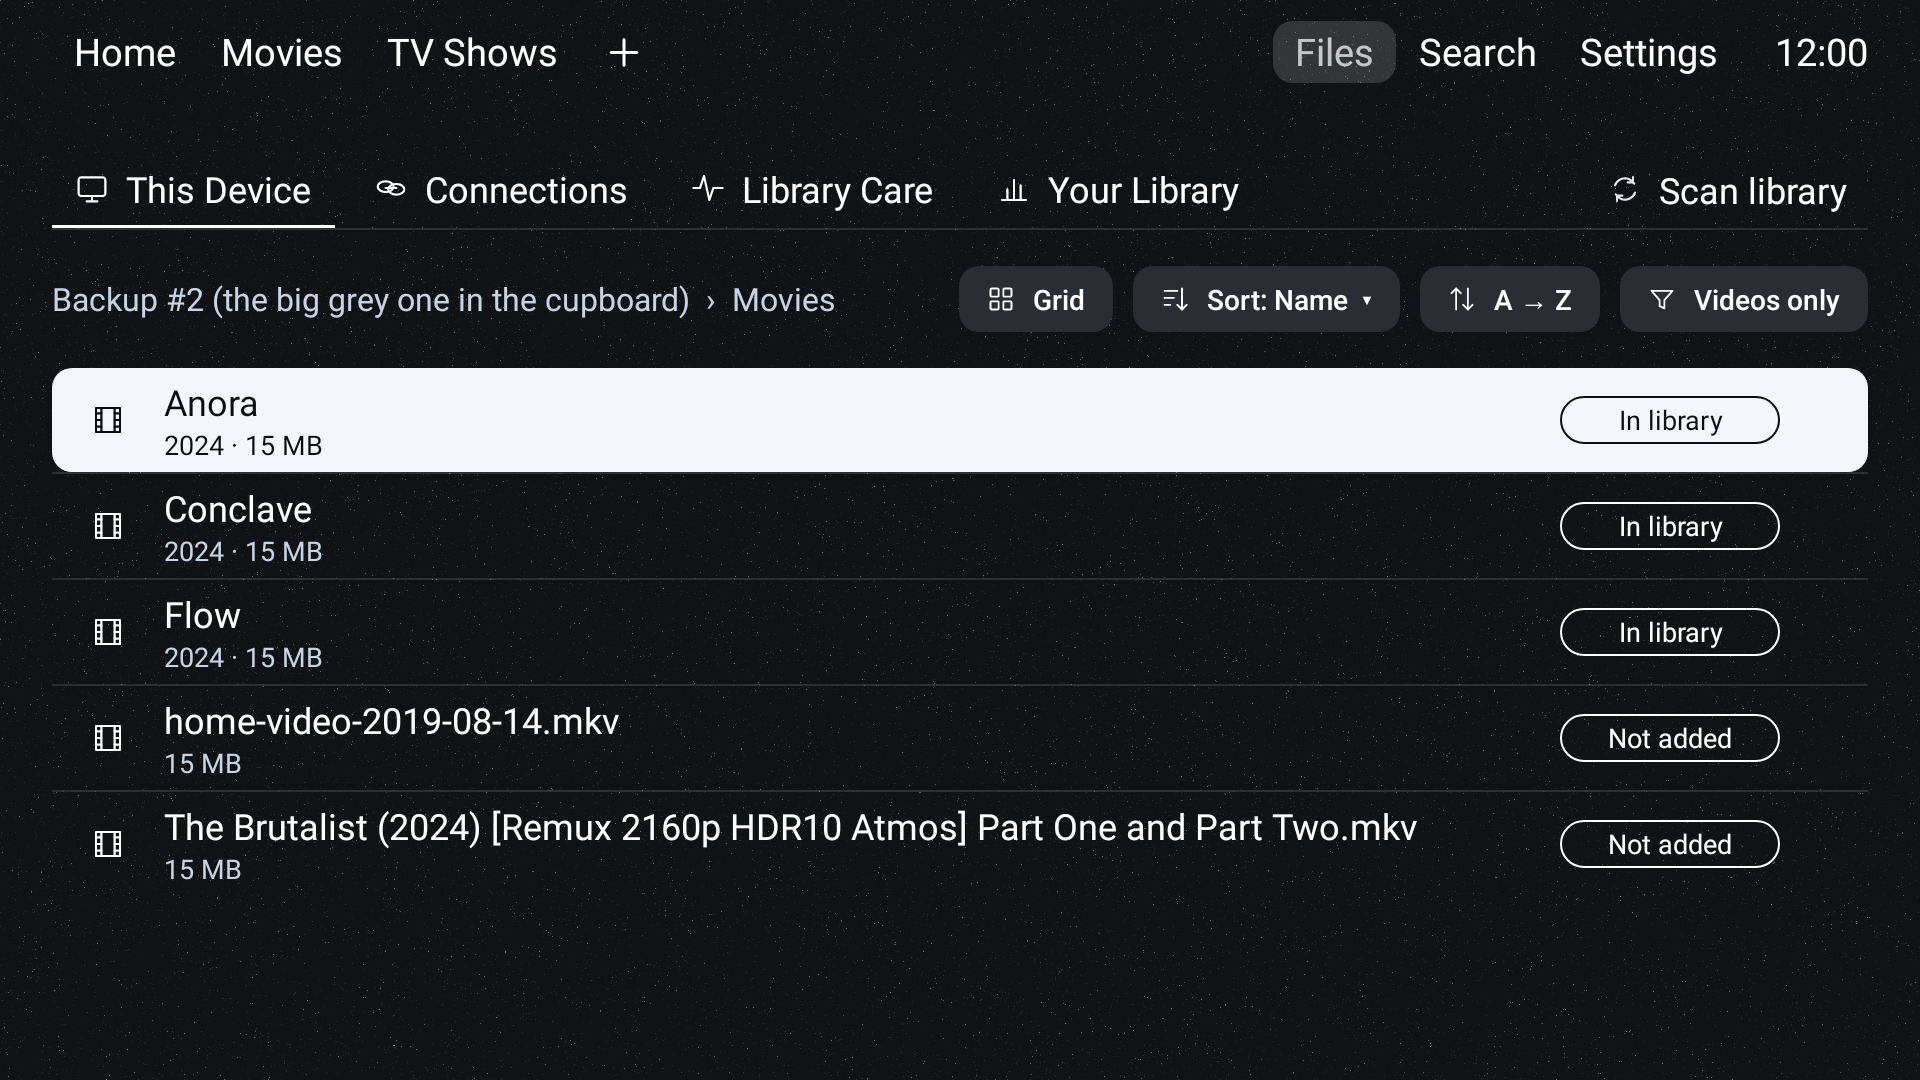 Home Movies TV Shows + Files Search Settings 12:00
This Device Connections Library Care Your Library Scan library
Backup #2 (the big grey one in the cupboard) › Movies Grid Sort: Name ▾ A → Z Videos only
Anora
2024 · 15 MB
In library
Conclave
2024 · 15 MB
In library
Flow
2024 · 15 MB
In library
home-video-2019-08-14.mkv
15 MB
Not added
The Brutalist (2024) [Remux 2160p HDR10 Atmos] Part One and Part Two.mkv
15 MB
Not added